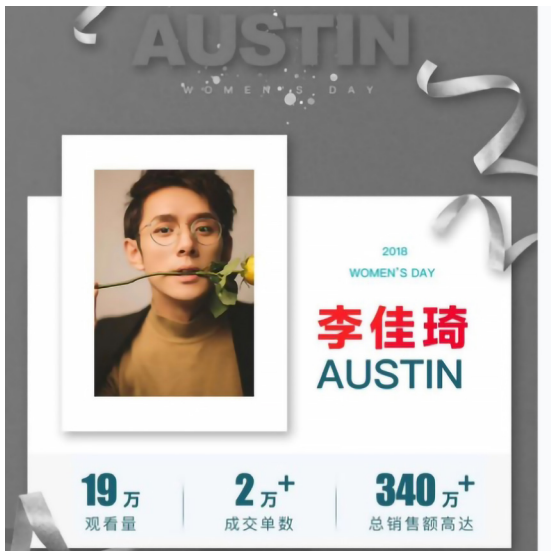 AUSTIN
WOMEN'S DAY
2018
WOMEN'S DAY
李佳琦
AUSTIN
19万
观看量
2万+
成交单数
340万+
总销售额高达